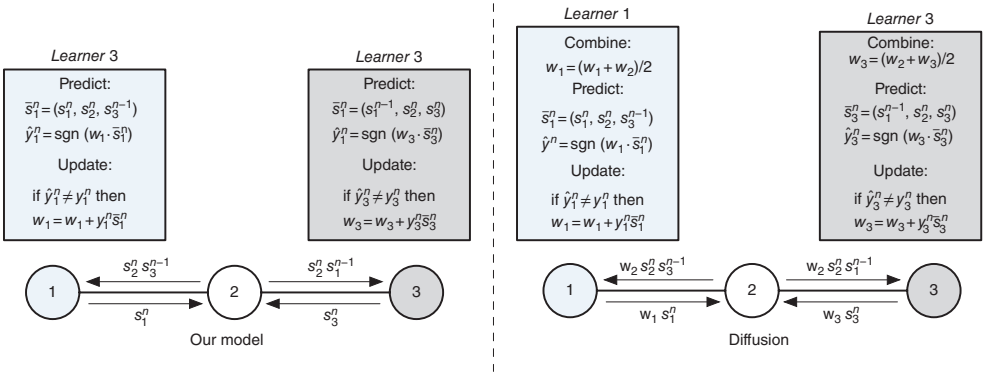 Learner 3
Predict:
s̄₁ⁿ = (s₁ⁿ, s₂ⁿ, s₃ⁿ⁻¹)
ŷ₁ⁿ = sgn (w₁·s̄₁ⁿ)
Update:
if ŷ₁ⁿ ≠ y₁ⁿ then
w₁ = w₁ + y₁ⁿs̄₁ⁿ
Learner 3
Predict:
s̄₁ⁿ = (s₁ⁿ⁻¹, s₂ⁿ, s₃ⁿ)
ŷ₁ⁿ = sgn (w₃·s̄₃ⁿ)
Update:
if ŷ₃ⁿ ≠ y₃ⁿ then
w₃ = w₃ + y₃ⁿs̄₃ⁿ
s₂ⁿ s₃ⁿ⁻¹
s₂ⁿ s₁ⁿ⁻¹
1
2
3
s₁ⁿ
s₃ⁿ
Our model
Learner 1
Combine:
w₁ = (w₁ + w₂)/2
Predict:
s̄₁ⁿ = (s₁ⁿ, s₂ⁿ, s₃ⁿ⁻¹)
ŷⁿ = sgn (w₁·s̄₁ⁿ)
Update:
if ŷ₁ⁿ ≠ y₁ⁿ then
w₁ = w₁ + y₁ⁿs̄₁ⁿ
Learner 3
Combine:
w₃ = (w₂ + w₃)/2
Predict:
s̄₃ⁿ = (s₁ⁿ⁻¹, s₂ⁿ, s₃ⁿ)
ŷ₃ⁿ = sgn (w₃·s̄₃ⁿ)
Update:
if ŷ₃ⁿ ≠ y₃ⁿ then
w₃ = w₃ + y₃ⁿs̄₃ⁿ
w₂ s₂ⁿ s₃ⁿ⁻¹
w₂ s₂ⁿ s₁ⁿ⁻¹
1
2
3
w₁ s₁ⁿ
w₃ s₃ⁿ
Diffusion